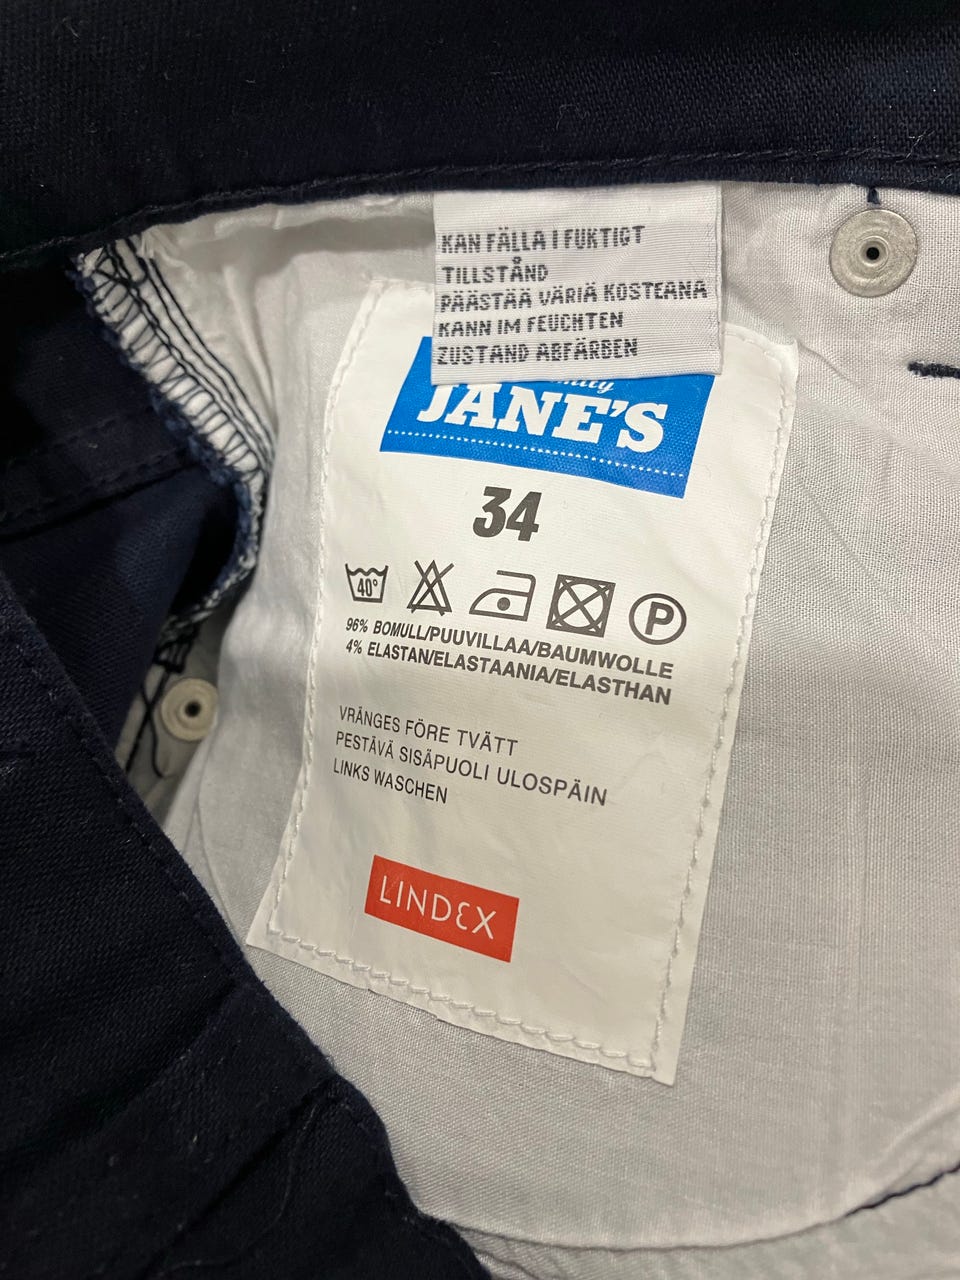 KAN FÄLLA I FUKTIGT
TILLSTÅND
PÄÄSTÄÄ VÄRIÄ KOSTEANA
KANN IM FEUCHTEN
ZUSTAND ABFÄRBEN
JANE'S
34
40°
P
96% BOMULL/PUUVILLAA/BAUMWOLLE
4% ELASTAN/ELASTAANIA/ELASTHAN
VRÄNGES FÖRE TVÄTT
PESTÄVÄ SISÄPUOLI ULOSPÄIN
LINKS WASCHEN
LINDEX